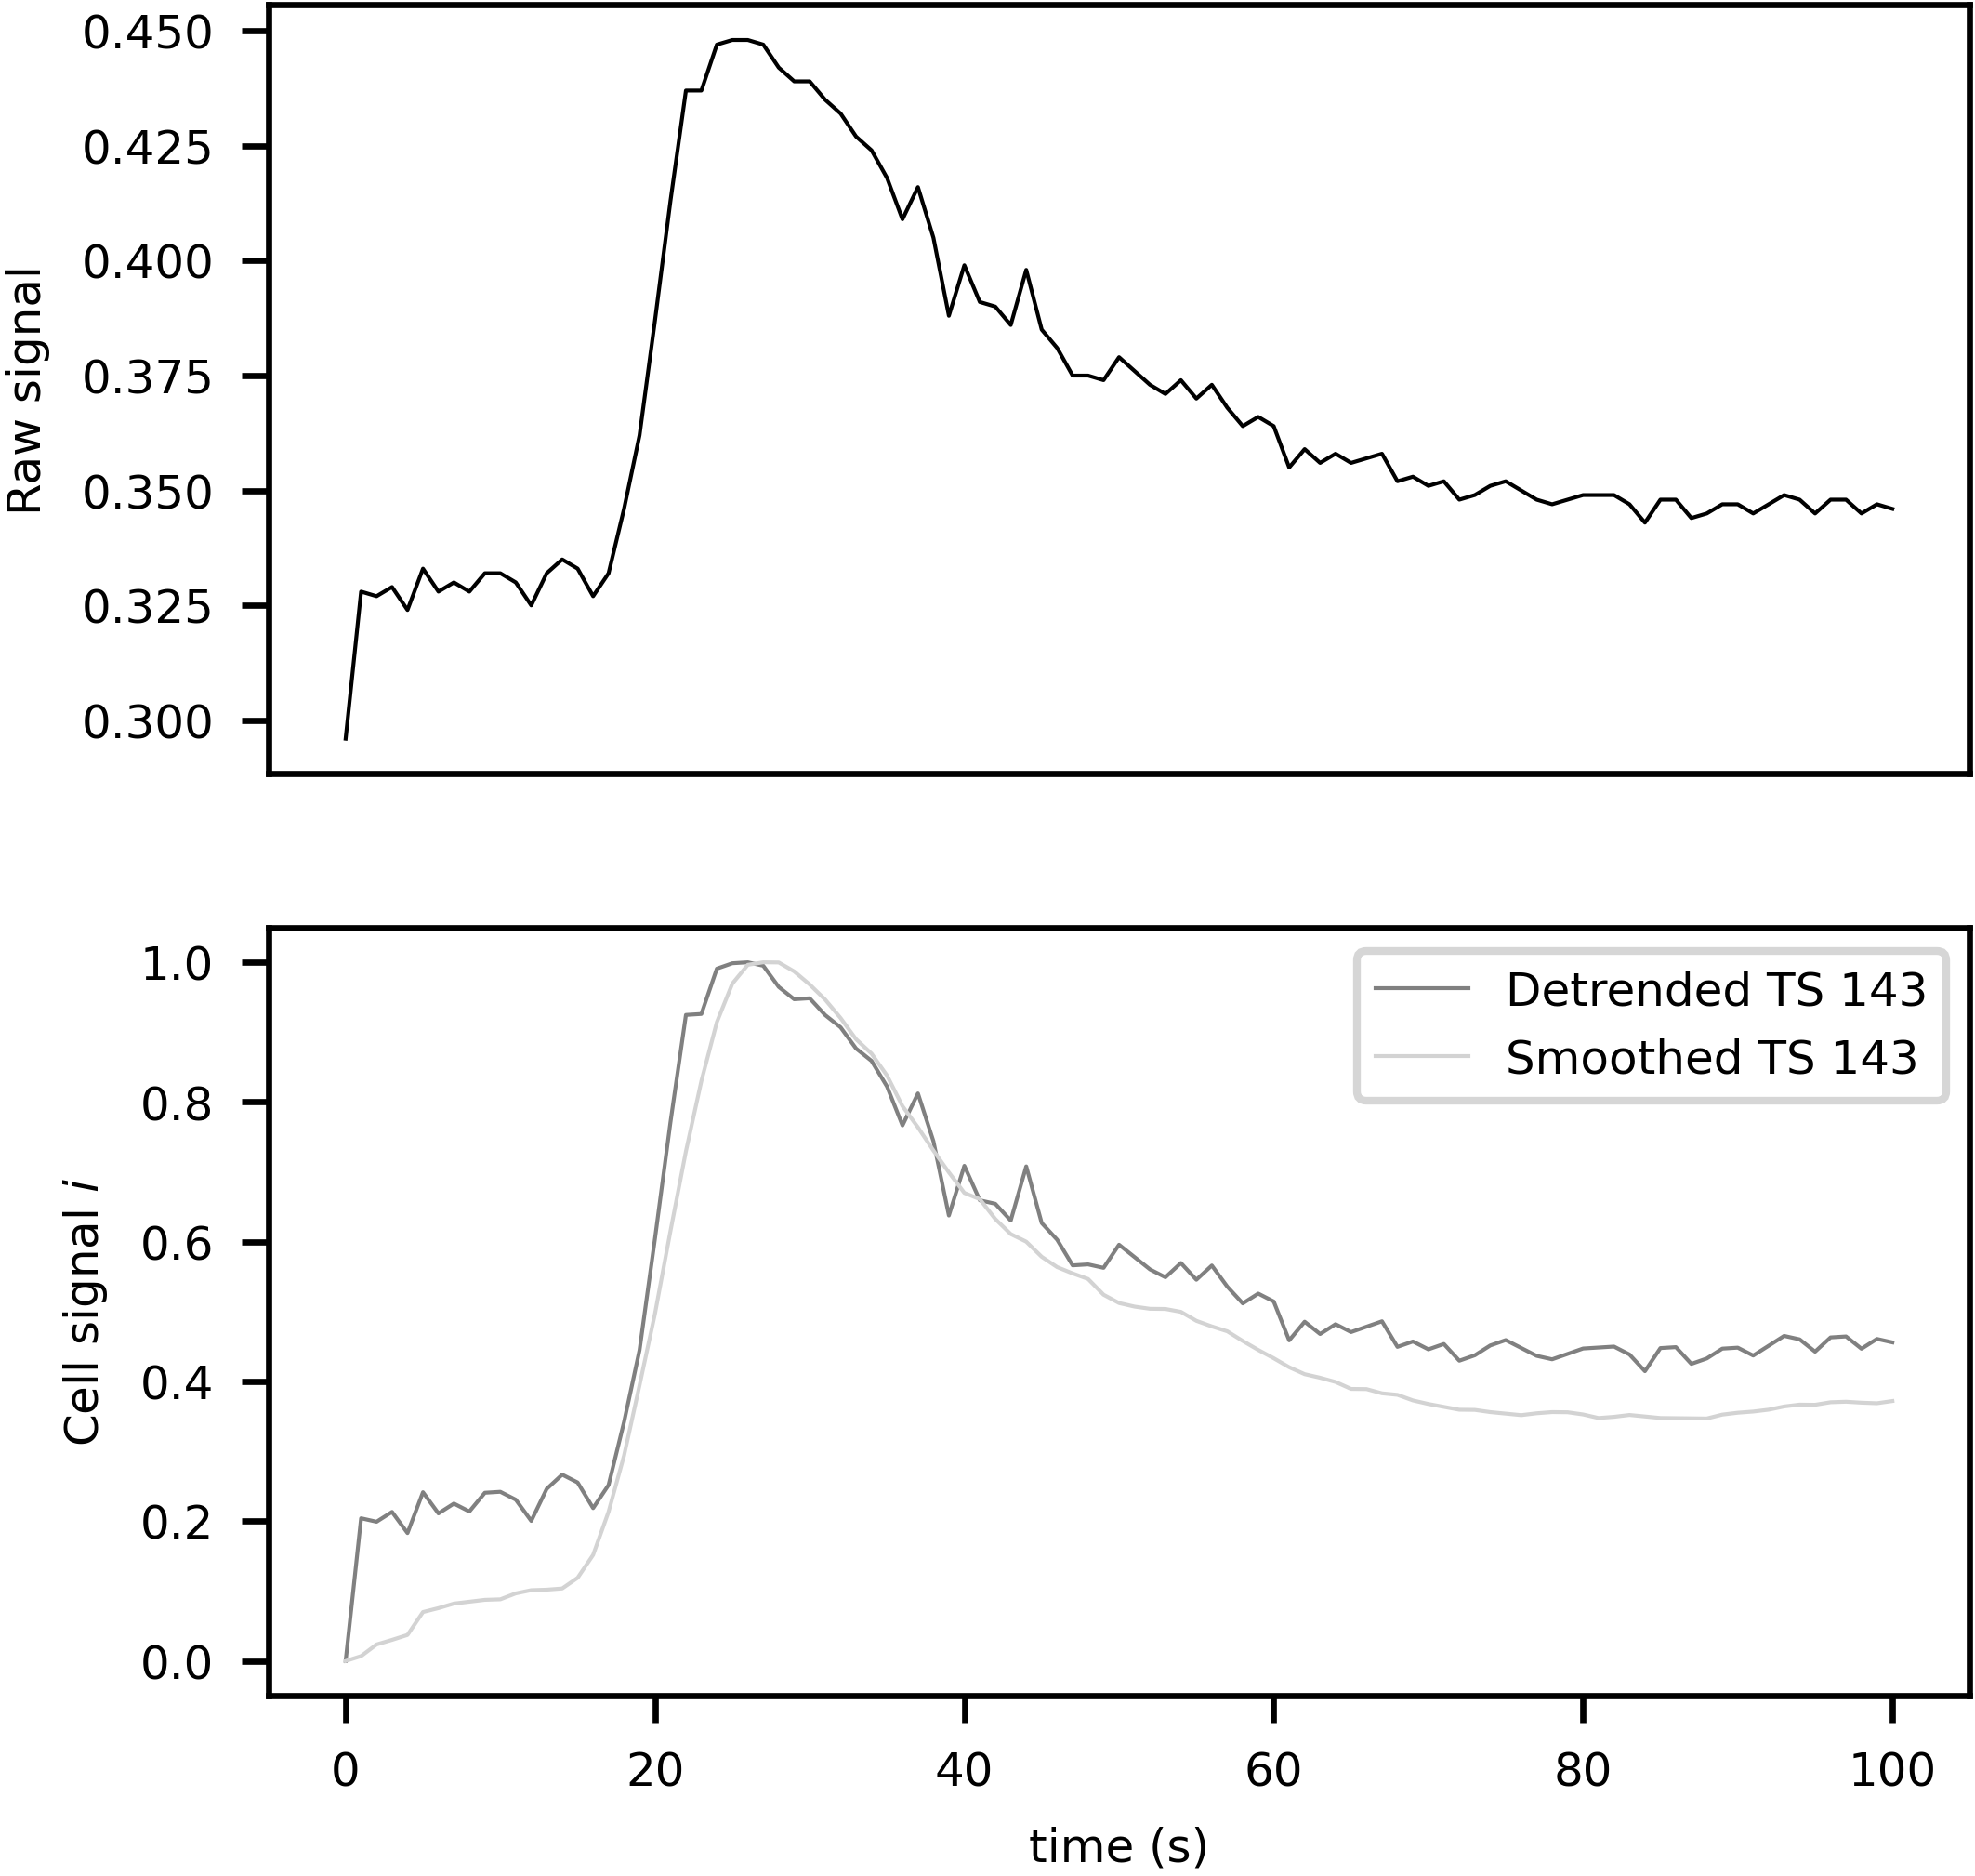 0.450
0.425
0.400
0.375
0.350
0.325
0.300
Raw signal
1.0
0.8
0.6
0.4
0.2
0.0
Cell signal i
Detrended TS 143
Smoothed TS 143
0 20 40 60 80 100
time (s)